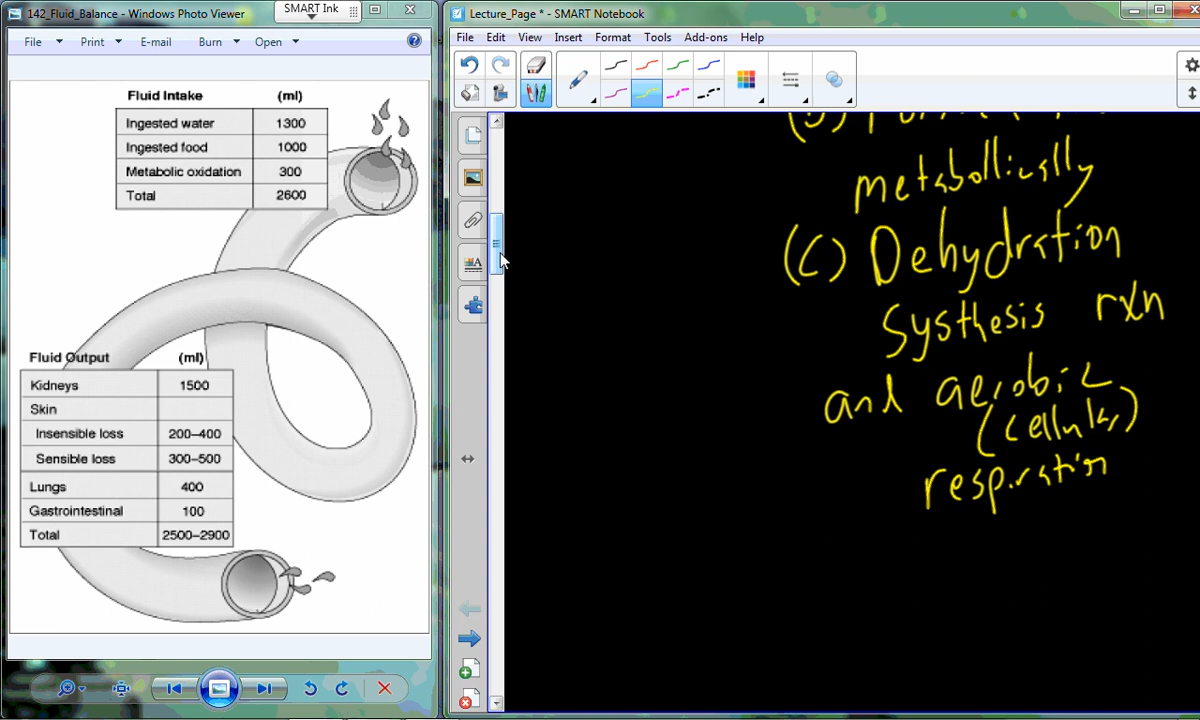 142_Fluid_Balance - Windows Photo Viewer
SMART Ink
File Print E-mail Burn Open
Fluid Intake (ml)
Ingested water 1300
Ingested food 1000
Metabolic oxidation 300
Total 2600
Fluid Output (ml)
Kidneys 1500
Skin
Insensible loss 200–400
Sensible loss 300–500
Lungs 400
Gastrointestinal 100
Total 2500–2900
Lecture_Page * - SMART Notebook
File Edit View Insert Format Tools Add-ons Help
metabollically
(C) Dehydration
Systhesis rxn
and aerobic
(cellular)
respiration